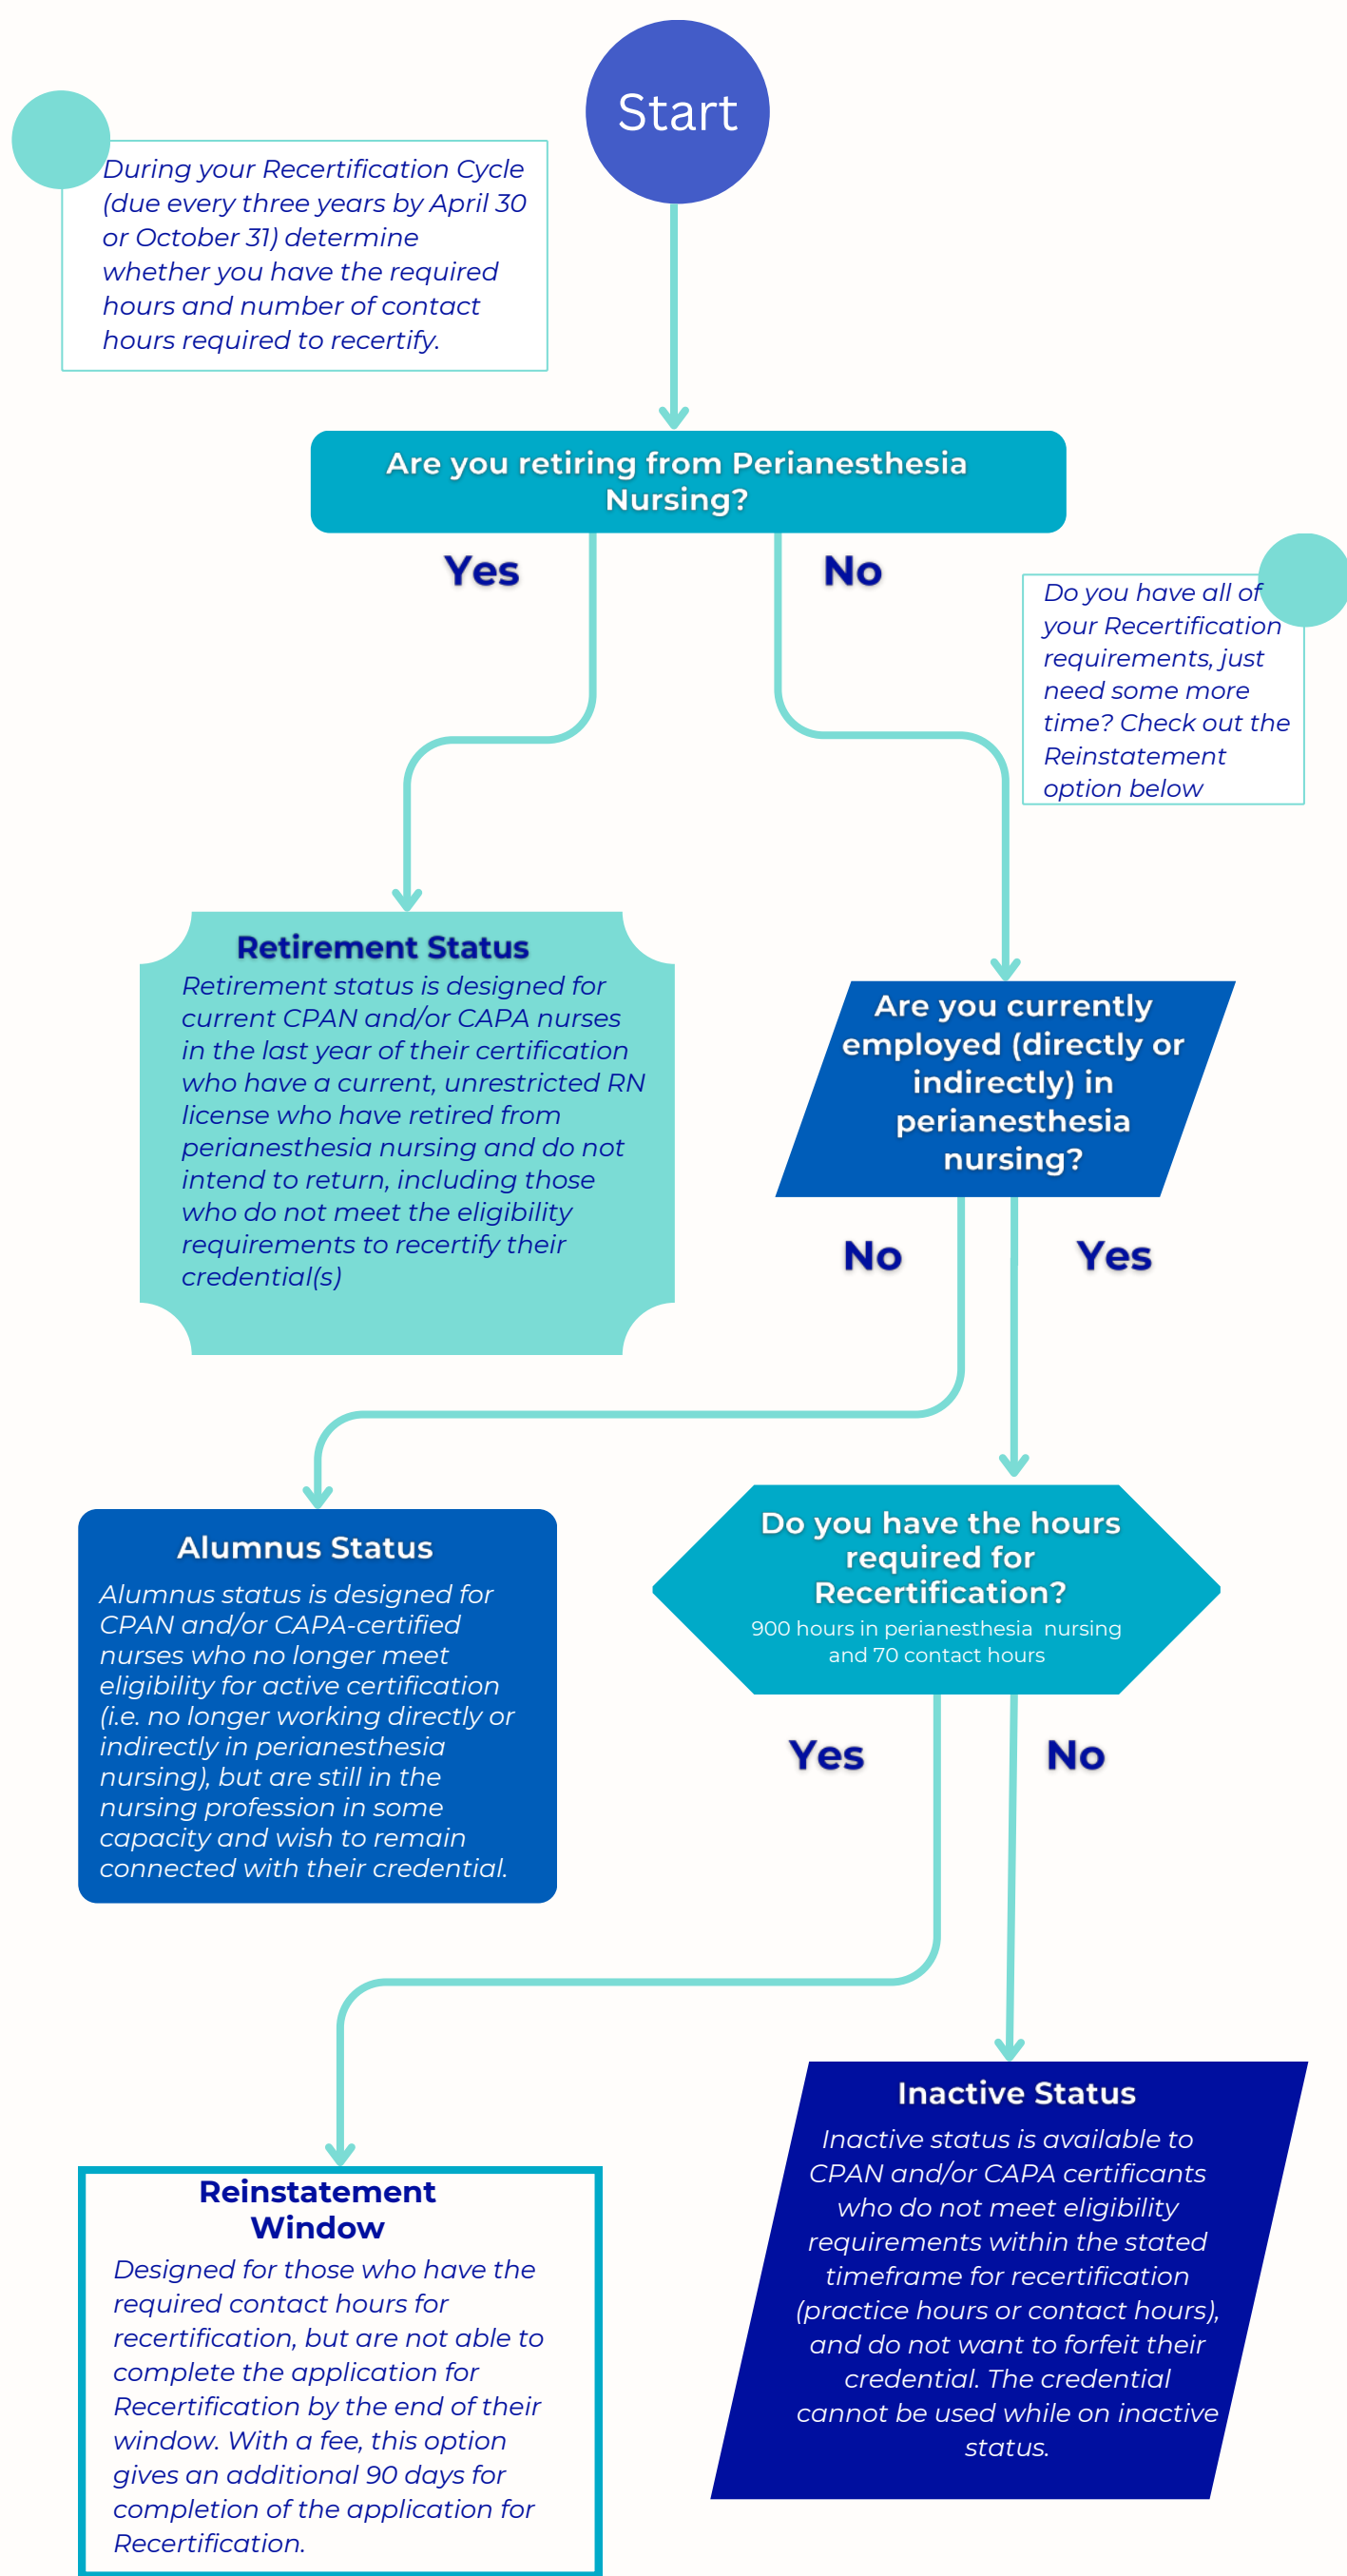 Start
During your Recertification Cycle
(due every three years by April 30
or October 31) determine
whether you have the required
hours and number of contact
hours required to recertify.
Are you retiring from Perianesthesia
Nursing?
Yes
No
Do you have all of
your Recertification
requirements, just
need some more
time? Check out the
Reinstatement
option below
Retirement Status
Retirement status is designed for
current CPAN and/or CAPA nurses
in the last year of their certification
who have a current, unrestricted RN
license who have retired from
perianesthesia nursing and do not
intend to return, including those
who do not meet the eligibility
requirements to recertify their
credential(s)
Are you currently
employed (directly or
indirectly) in
perianesthesia
nursing?
No
Yes
Alumnus Status
Alumnus status is designed for
CPAN and/or CAPA-certified
nurses who no longer meet
eligibility for active certification
(i.e. no longer working directly or
indirectly in perianesthesia
nursing), but are still in the
nursing profession in some
capacity and wish to remain
connected with their credential.
Do you have the hours
required for
Recertification?
900 hours in perianesthesia nursing
and 70 contact hours
Yes
No
Reinstatement
Window
Designed for those who have the
required contact hours for
recertification, but are not able to
complete the application for
Recertification by the end of their
window. With a fee, this option
gives an additional 90 days for
completion of the application for
Recertification.
Inactive Status
Inactive status is available to
CPAN and/or CAPA certificants
who do not meet eligibility
requirements within the stated
timeframe for recertification
(practice hours or contact hours),
and do not want to forfeit their
credential. The credential
cannot be used while on inactive
status.